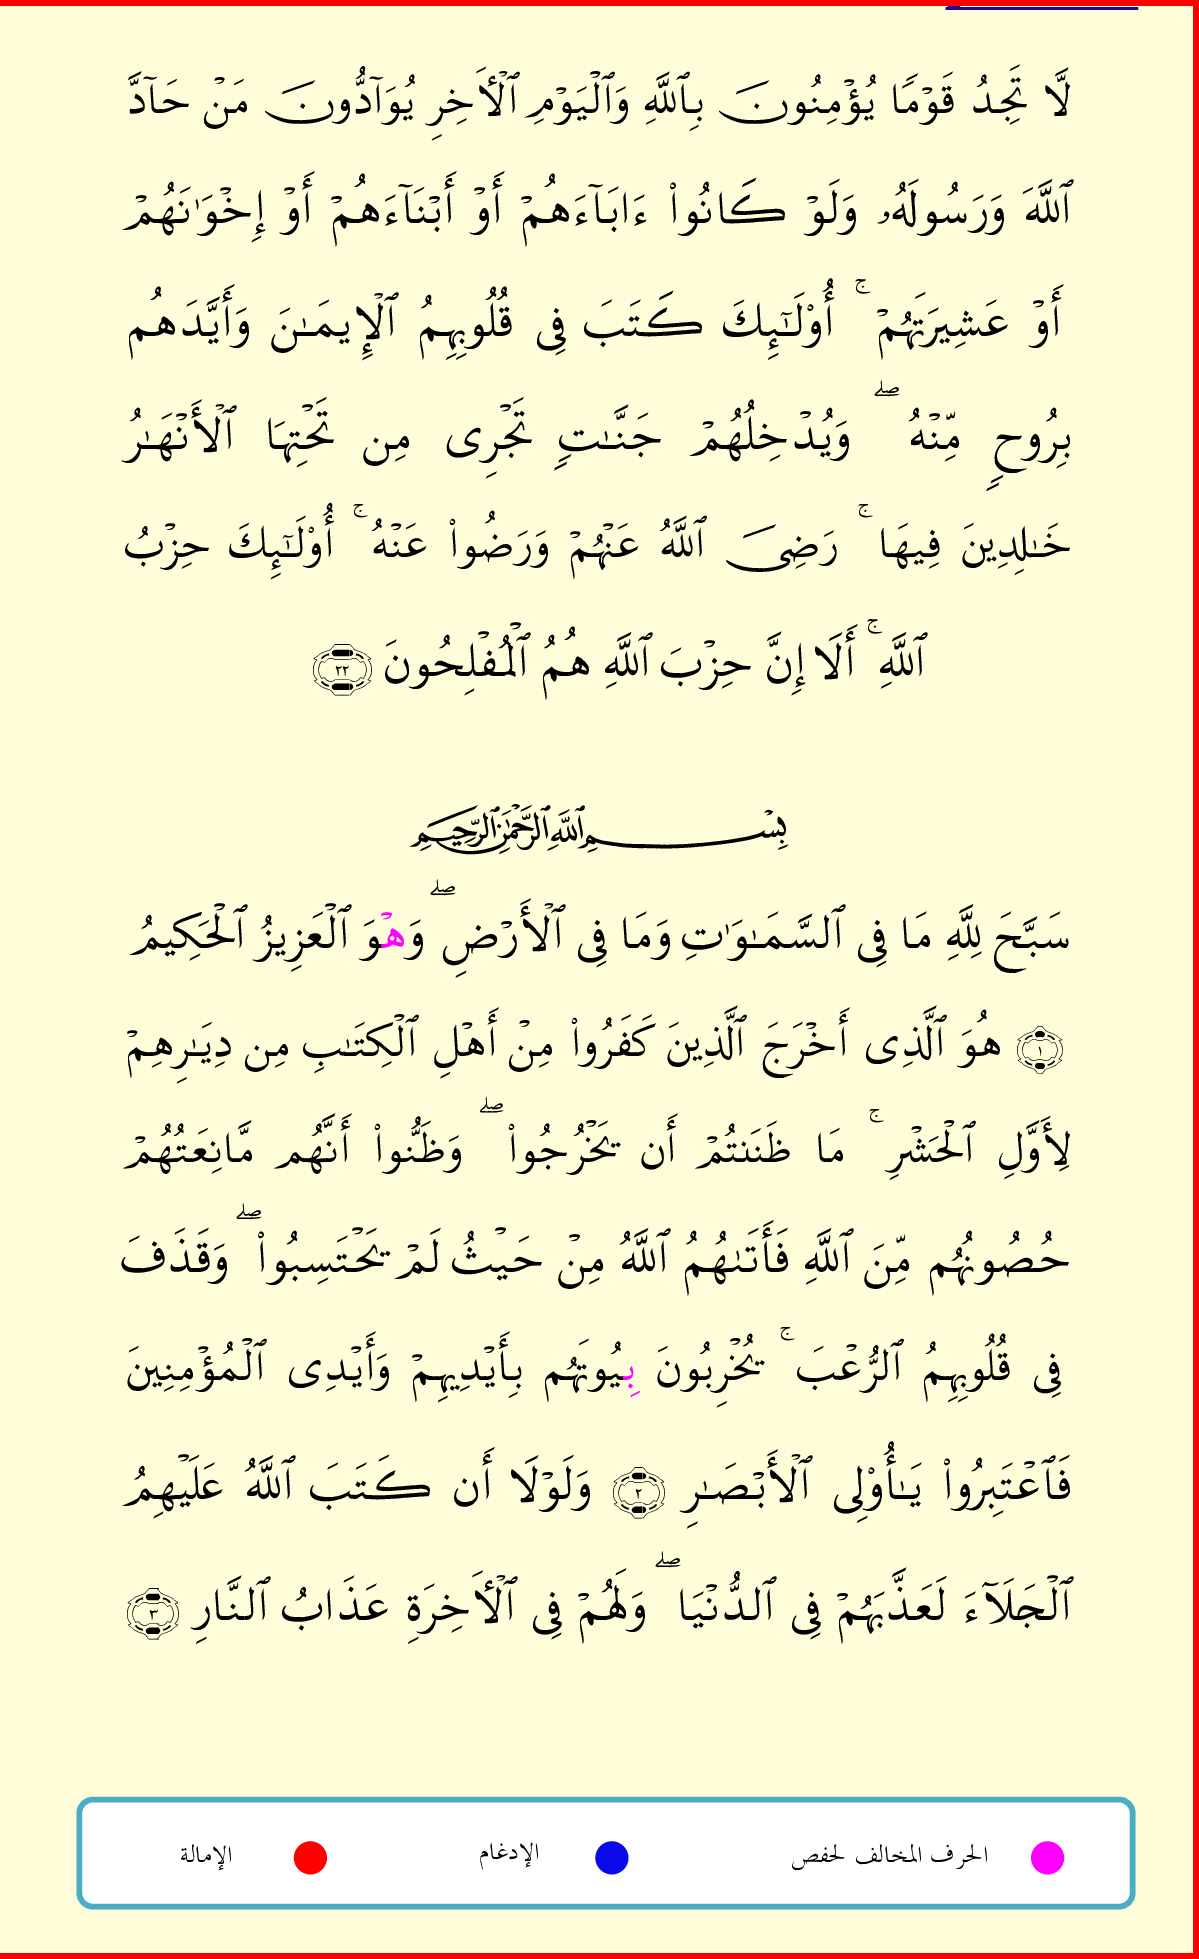 لَّا تَجِدُ قَوْمًا يُؤْمِنُونَ بِٱللَّهِ وَٱلْيَوْمِ ٱلْأَخِرِ يُوَآدُّونَ مَنْ حَآدَّ
ٱللَّهَ وَرَسُولَهُۥ وَلَوْ كَانُوا۟ ءَابَآءَهُمْ أَوْ أَبْنَآءَهُمْ أَوْ إِخْوَٰنَهُمْ
أَوْ عَشِيرَتَهُمْ ۚ أُو۟لَـٰٓئِكَ كَتَبَ فِى قُلُوبِهِمُ ٱلْإِيمَـٰنَ وَأَيَّدَهُم
بِرُوحٍ مِّنْهُ ۖ وَيُدْخِلُهُمْ جَنَّـٰتٍ تَجْرِى مِن تَحْتِهَا ٱلْأَنْهَـٰرُ
خَـٰلِدِينَ فِيهَا ۚ رَضِىَ ٱللَّهُ عَنْهُمْ وَرَضُوا۟ عَنْهُ ۚ أُو۟لَـٰٓئِكَ حِزْبُ
ٱللَّهِ ۚ أَلَا إِنَّ حِزْبَ ٱللَّهِ هُمُ ٱلْمُفْلِحُونَ ٢٢
بِسْمِ ٱللَّهِ ٱلرَّحْمَٰنِ ٱلرَّحِيمِ
سَبَّحَ لِلَّهِ مَا فِى ٱلسَّمَـٰوَٰتِ وَمَا فِى ٱلْأَرْضِ ۖ وَهْوَ ٱلْعَزِيزُ ٱلْحَكِيمُ
١ هُوَ ٱلَّذِى أَخْرَجَ ٱلَّذِينَ كَفَرُوا۟ مِنْ أَهْلِ ٱلْكِتَـٰبِ مِن دِيَـٰرِهِمْ
لِأَوَّلِ ٱلْحَشْرِ ۚ مَا ظَنَنتُمْ أَن يَخْرُجُوا۟ ۖ وَظَنُّوا۟ أَنَّهُم مَّانِعَتُهُمْ
حُصُونُهُم مِّنَ ٱللَّهِ فَأَتَىٰهُمُ ٱللَّهُ مِنْ حَيْثُ لَمْ يَحْتَسِبُوا۟ ۖ وَقَذَفَ
فِى قُلُوبِهِمُ ٱلرُّعْبَ ۚ يُخْرِبُونَ بِيُوتَهُم بِأَيْدِيهِمْ وَأَيْدِى ٱلْمُؤْمِنِينَ
فَٱعْتَبِرُوا۟ يَـٰأُو۟لِى ٱلْأَبْصَـٰرِ ٢ وَلَوْلَا أَن كَتَبَ ٱللَّهُ عَلَيْهِمُ
ٱلْجَلَآءَ لَعَذَّبَهُمْ فِى ٱلدُّنْيَا ۖ وَلَهُمْ فِى ٱلْأَخِرَةِ عَذَابُ ٱلنَّارِ ٣
الحرف المخالف لحفص الإدغام الإمالة